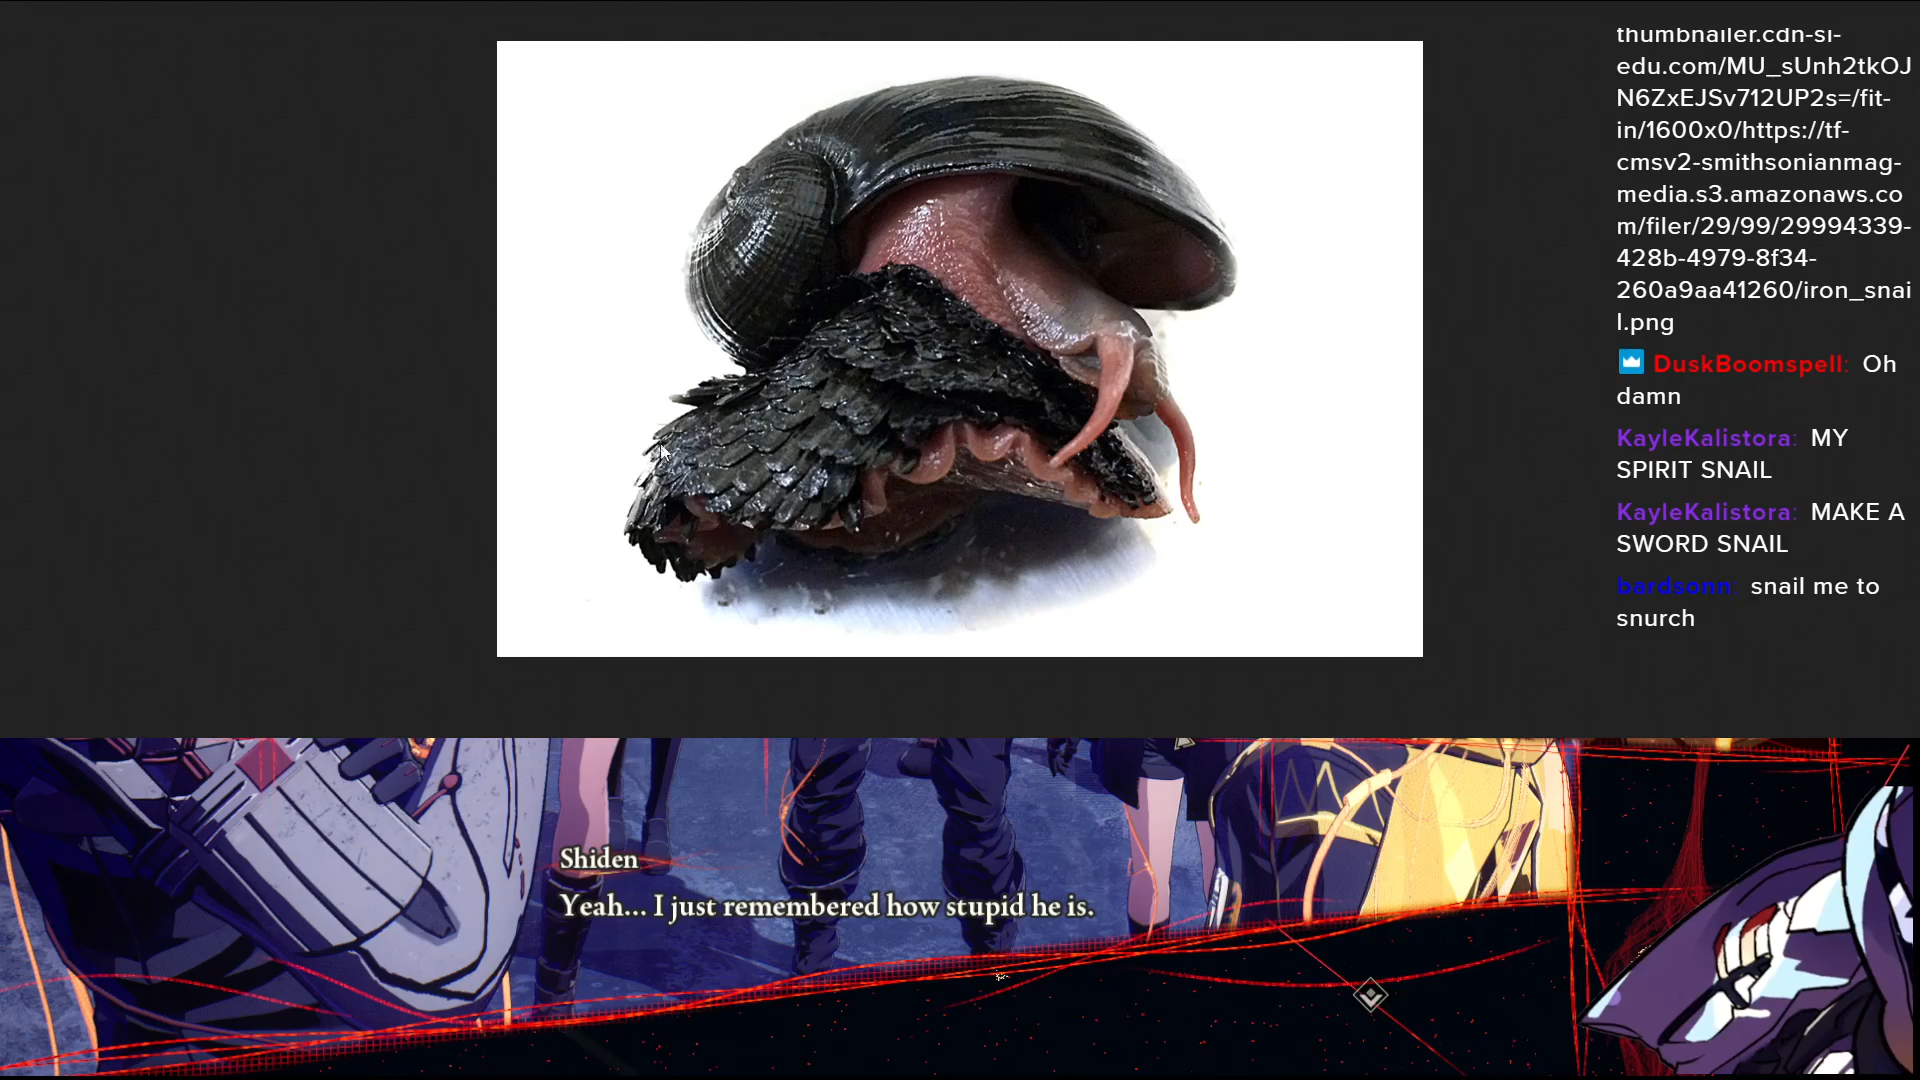 thumbnailer.cdn-si-
edu.com/MU_sUnh2tkOJ
N6ZxEJSv712UP2s=/fit-
in/1600x0/https://tf-
cmsv2-smithsonianmag-
media.s3.amazonaws.co
m/filer/29/99/29994339-
428b-4979-8f34-
260a9aa41260/iron_snai
l.png
DuskBoomspell: Oh
damn
KayleKalistora: MY
SPIRIT SNAIL
KayleKalistora: MAKE A
SWORD SNAIL
bardsonn: snail me to
snurch
Shiden
Yeah... I just remembered how stupid he is.